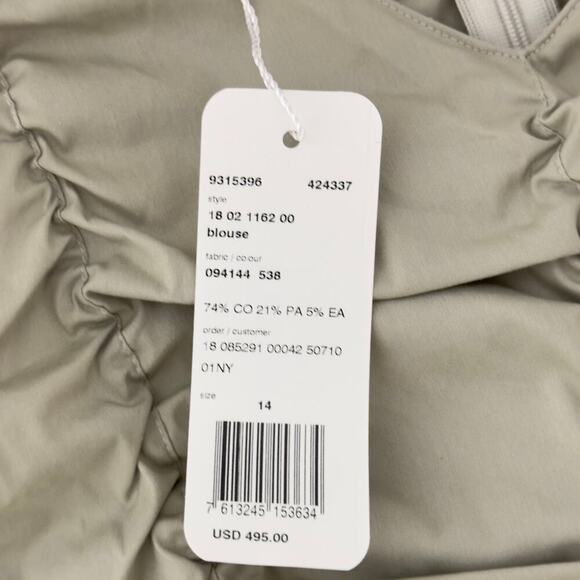 9315396 424337
style
18 02 1162 00
blouse
fabric / colour
094144 538
74% CO 21% PA 5% EA
order / customer
18 085291 00042 50710
01NY
size
14
7 613245 153634
USD 495.00